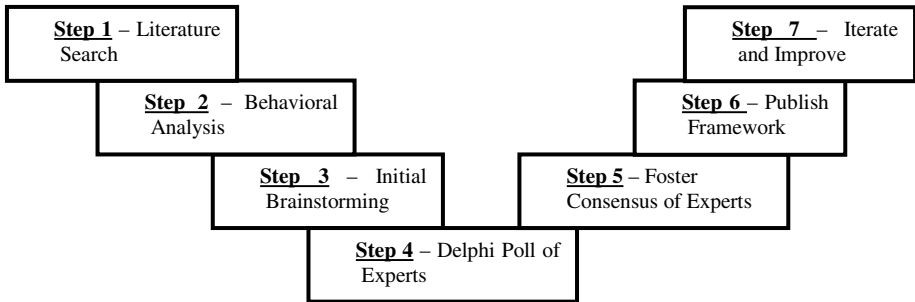 Step 1 – Literature
Search
Step 2 – Behavioral
Analysis
Step 3 – Initial
Brainstorming
Step 4 – Delphi Poll of
Experts
Step 5 – Foster
Consensus of Experts
Step 6 – Publish
Framework
Step 7 – Iterate
and Improve